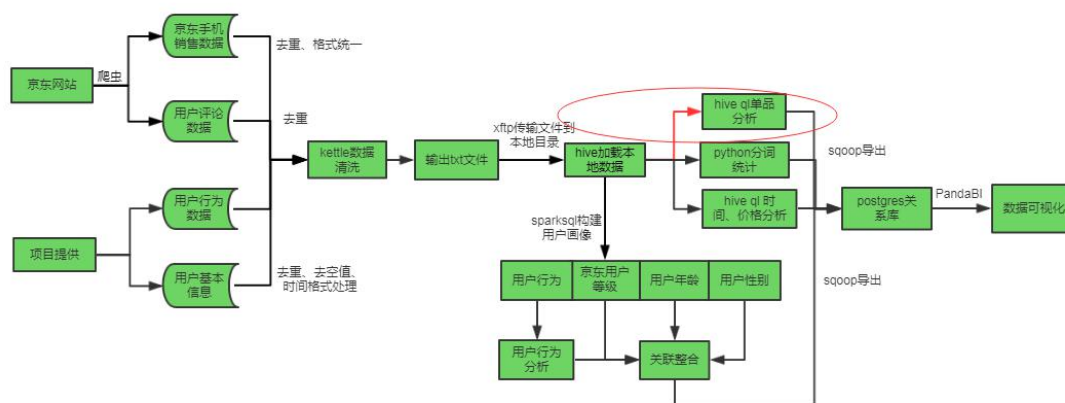 京东手机
销售数据
去重、格式统一
京东网站
爬虫
用户评论
数据
去重
hive ql单品
分析
xftp传输文件到
本地目录
sqoop导出
kettle数据
清洗
输出txt文件
hive加载本
地数据
python分词
统计
用户行为
数据
hive ql 时
间、价格分析
postgres关
系库
PandaBI
数据可视化
项目提供
sparksql构建
用户画像
用户基本
信息
去重、去空值、
时间格式处理
用户行为
京东用户
等级
用户年龄
用户性别
sqoop导出
用户行为
分析
关联整合